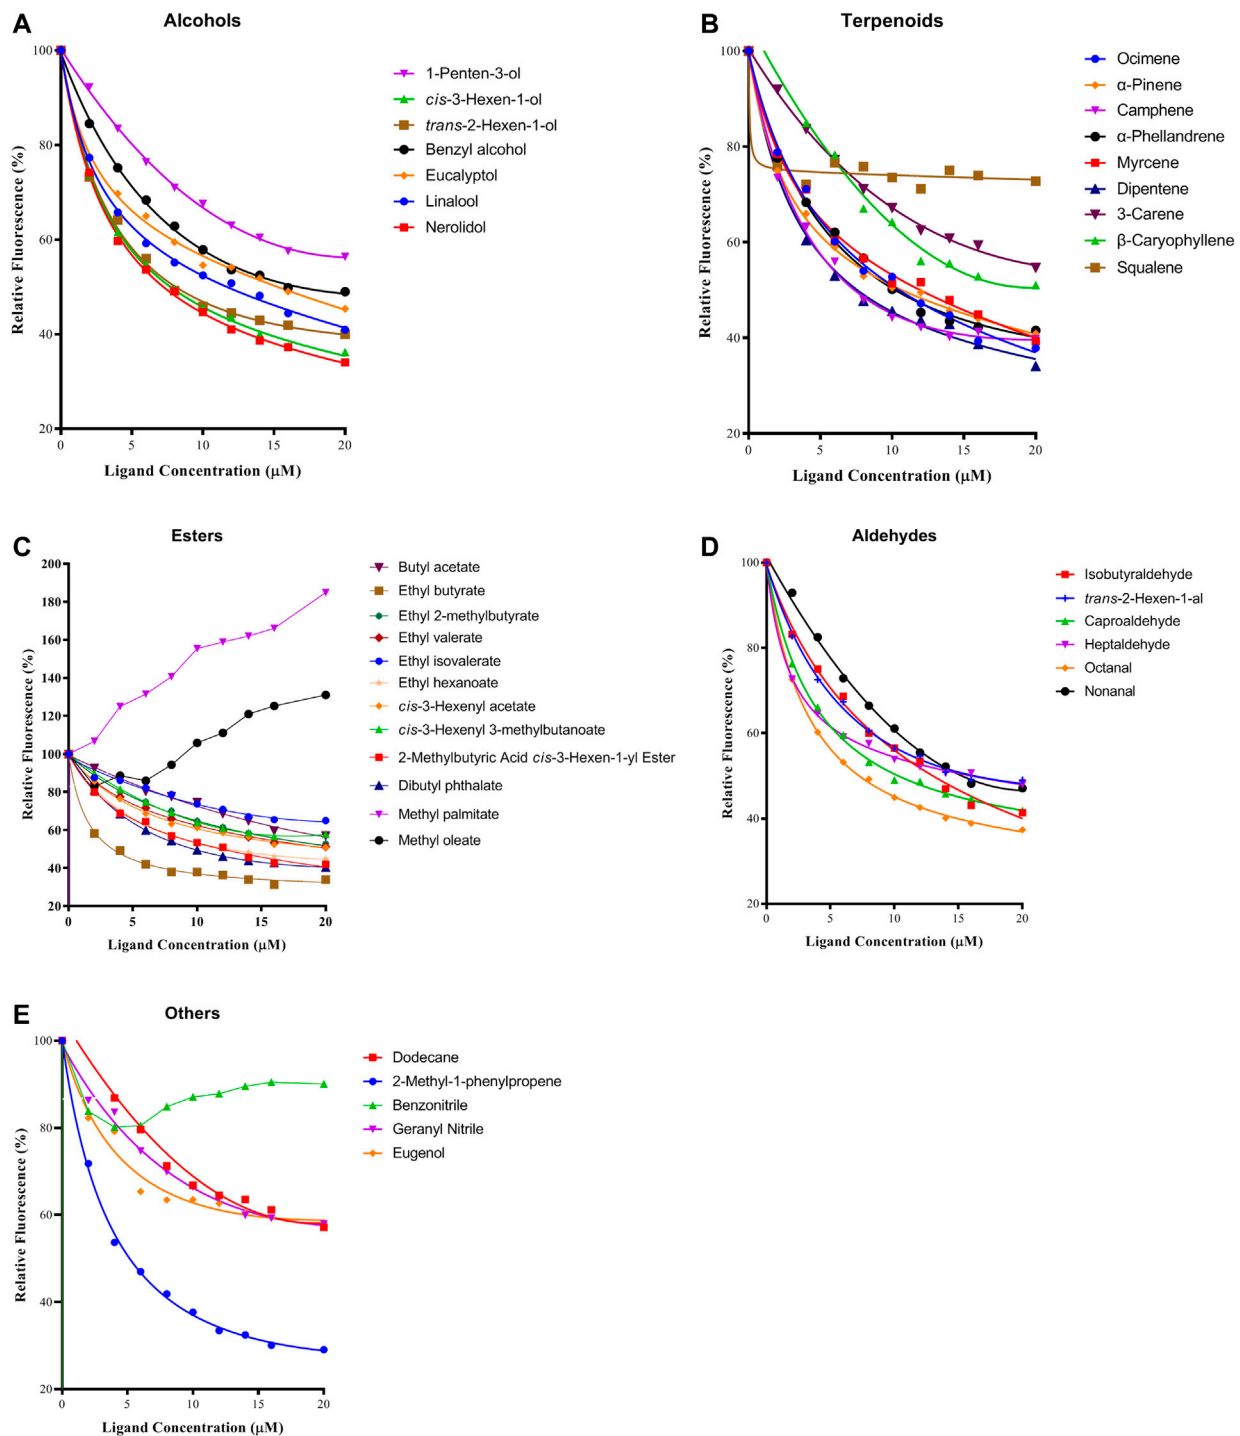 A
Alcohols
100
80
60
40
20
0
5
10
15
20
Relative Fluorescence (%)
Ligand Concentration (μM)
1-Penten-3-ol
cis-3-Hexen-1-ol
trans-2-Hexen-1-ol
Benzyl alcohol
Eucalyptol
Linalool
Nerolidol
B
Terpenoids
100
80
60
40
20
0
5
10
15
20
Relative Fluorescence (%)
Ligand Concentration (μM)
Ocimene
α-Pinene
Camphene
α-Phellandrene
Myrcene
Dipentene
3-Carene
β-Caryophyllene
Squalene
C
Esters
200
180
160
140
120
100
80
60
40
20
0
5
10
15
20
Relative Fluorescence (%)
Ligand Concentration (μM)
Butyl acetate
Ethyl butyrate
Ethyl 2-methylbutyrate
Ethyl valerate
Ethyl isovalerate
Ethyl hexanoate
cis-3-Hexenyl acetate
cis-3-Hexenyl 3-methylbutanoate
2-Methylbutyric Acid cis-3-Hexen-1-yl Ester
Dibutyl phthalate
Methyl palmitate
Methyl oleate
D
Aldehydes
100
80
60
40
20
0
5
10
15
20
Relative Fluorescence (%)
Ligand Concentration (μM)
Isobutyraldehyde
trans-2-Hexen-1-al
Caproaldehyde
Heptaldehyde
Octanal
Nonanal
E
Others
100
80
60
40
20
0
5
10
15
20
Relative Fluorescence (%)
Ligand Concentration (μM)
Dodecane
2-Methyl-1-phenylpropene
Benzonitrile
Geranyl Nitrile
Eugenol